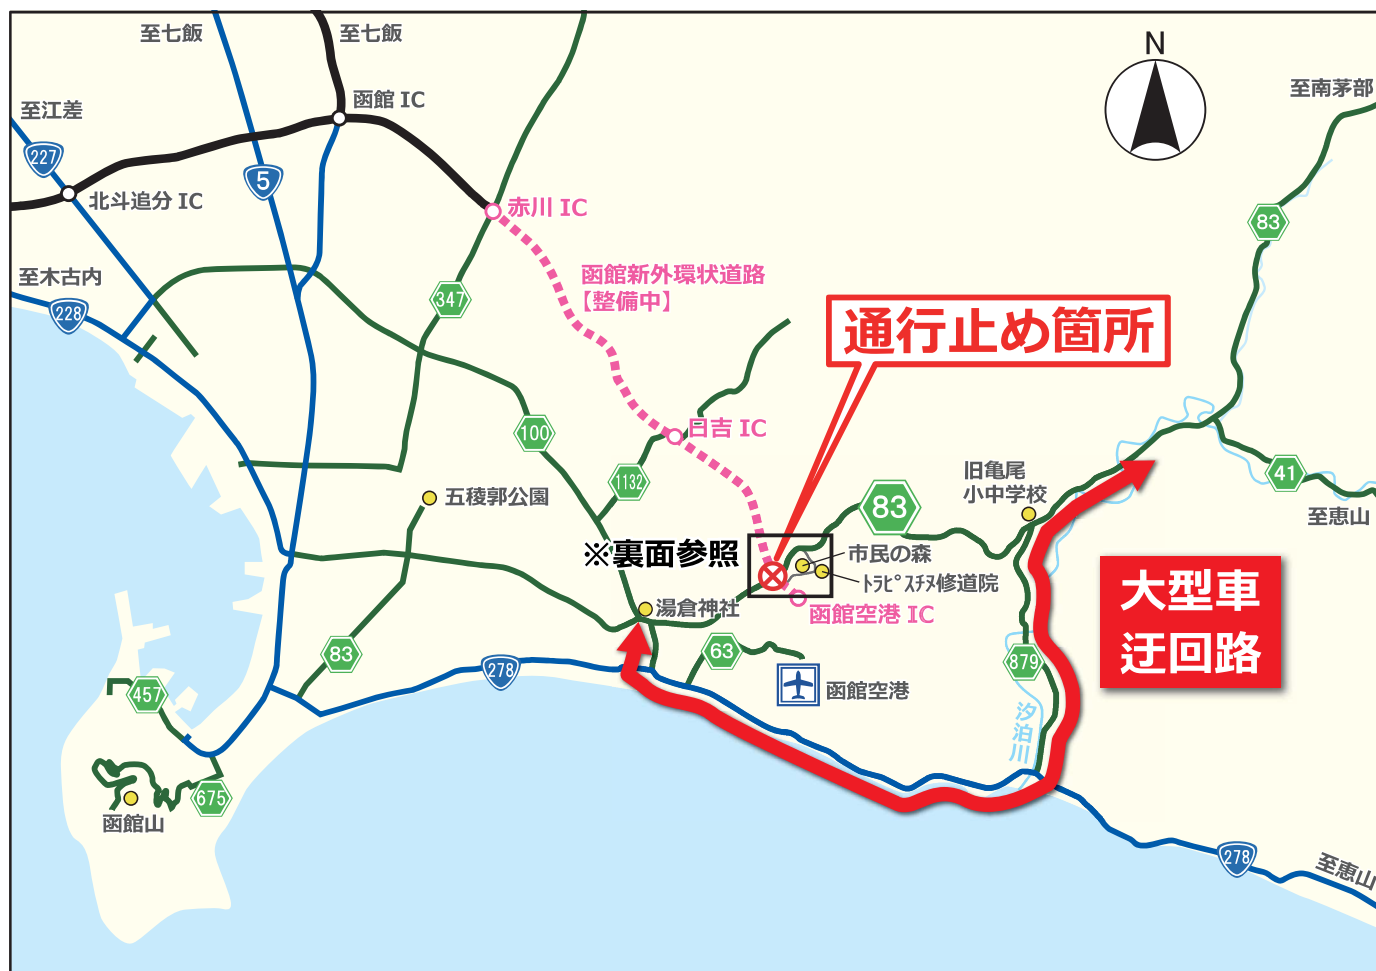 至七飯
至七飯
N
至南茅部
函館 IC
至江差
227
5
北斗追分 IC
赤川 IC
83
至木古内
函館新外環状道路
【整備中】
347
228
通行止め箇所
100
日吉 IC
旧亀尾
小中学校
41
1132
五稜郭公園
83
至恵山
※裏面参照
市民の森
トラピスチヌ修道院
大型車
迂回路
湯倉神社
函館空港 IC
83
63
879
278
函館空港
457
汐泊川
675
函館山
278
至恵山